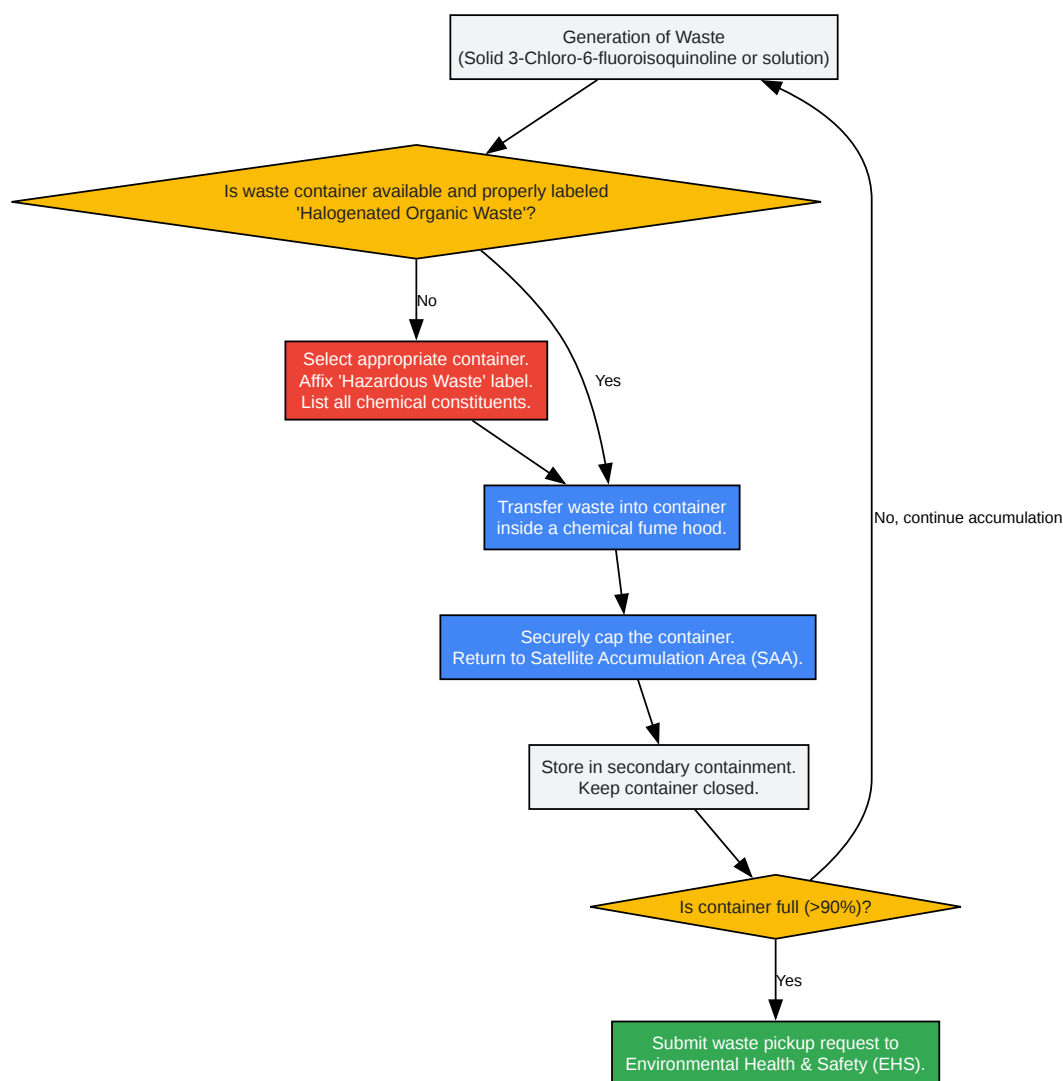 Generation of Waste
(Solid 3-Chloro-6-fluoroisoquinoline or solution)
Is waste container available and properly labeled
'Halogenated Organic Waste'?
No
Select appropriate container.
Affix 'Hazardous Waste' label.
List all chemical constituents.
Yes
Transfer waste into container
inside a chemical fume hood.
No, continue accumulation
Securely cap the container.
Return to Satellite Accumulation Area (SAA).
Store in secondary containment.
Keep container closed.
Is container full (>90%)?
Yes
Submit waste pickup request to
Environmental Health & Safety (EHS).